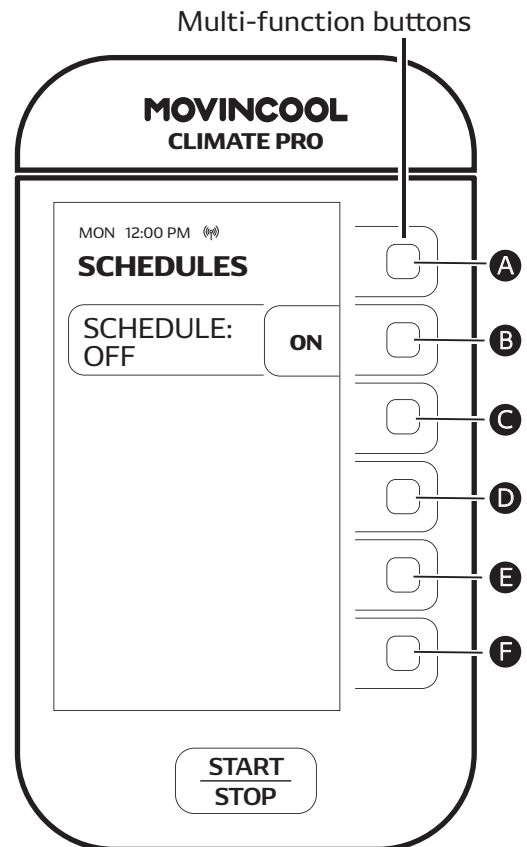 Multi-function buttons
MOVINCOOL
CLIMATE PRO
MON 12:00 PM
SCHEDULES
SCHEDULE:
OFF
ON
A
B
C
D
E
F
START
STOP